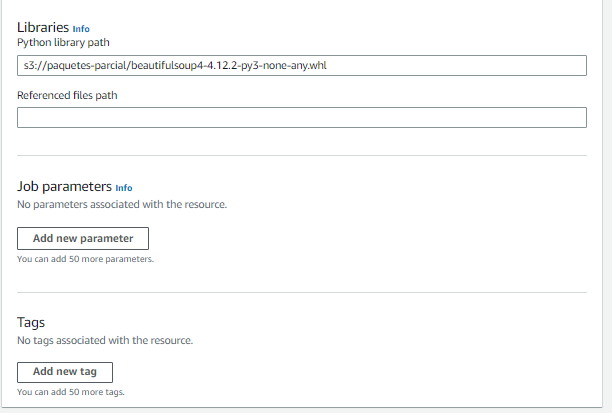 Libraries Info
Python library path
s3://paquetes-parcial/beautifulsoup4-4.12.2-py3-none-any.whl
Referenced files path
Job parameters Info
No parameters associated with the resource.
Add new parameter
You can add 50 more parameters.
Tags
No tags associated with the resource.
Add new tag
You can add 50 more tags.